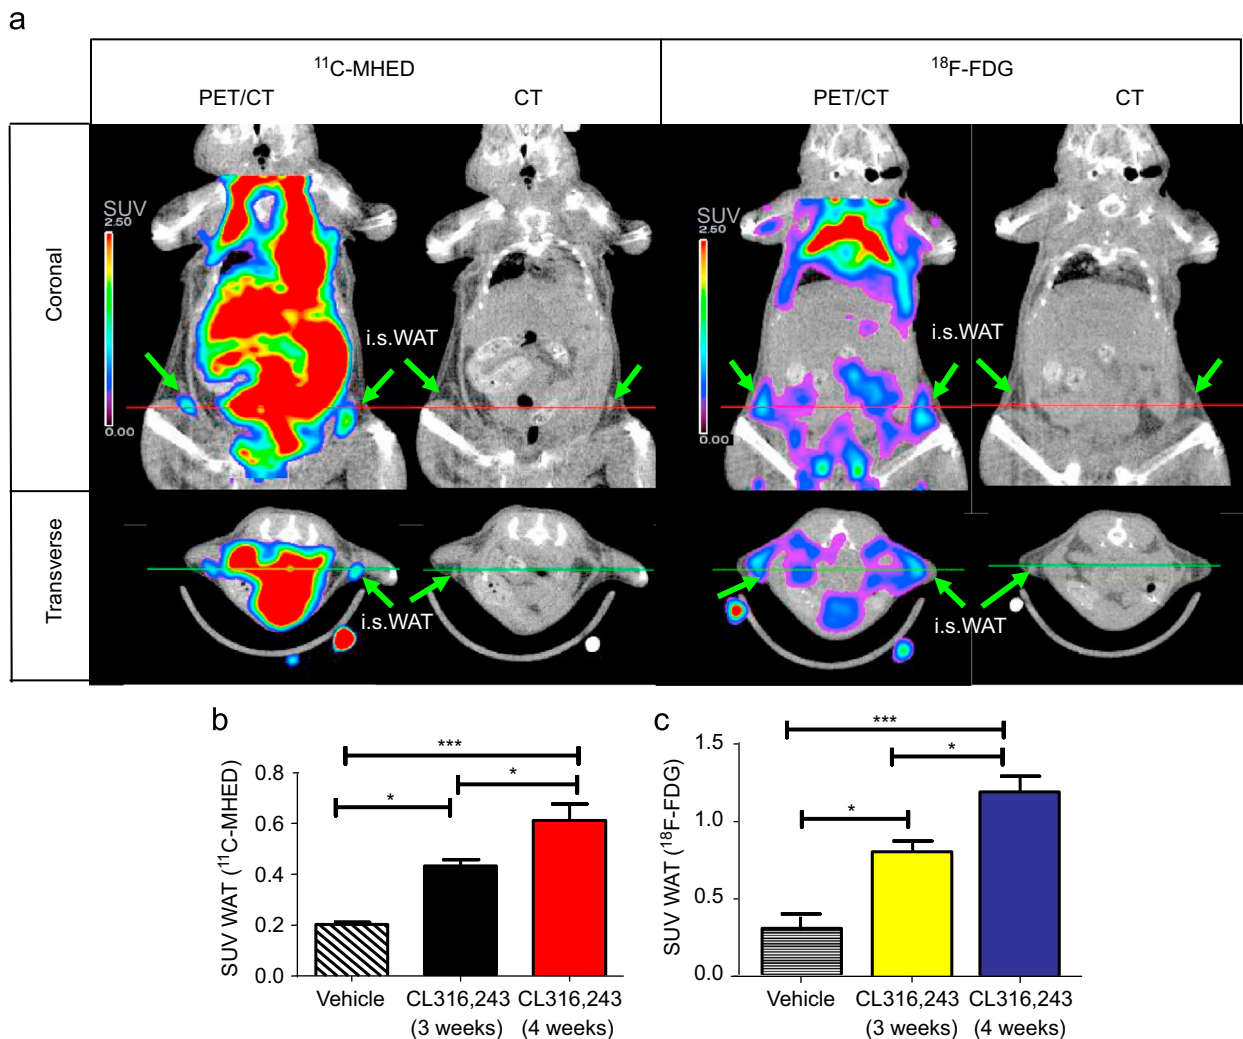 a
¹¹C-MHED
¹⁸F-FDG
PET/CT
CT
PET/CT
CT
Coronal
SUV
2.50
0.00
i.s.WAT
SUV
2.50
0.00
i.s.WAT
Transverse
i.s.WAT
i.s.WAT
b
SUV WAT (¹¹C-MHED)
0.8
0.6
0.4
0.2
0.0
***
*
*
Vehicle
CL316,243
(3 weeks)
CL316,243
(4 weeks)
c
SUV WAT (¹⁸F-FDG)
1.5
1.0
0.5
0.0
***
*
*
Vehicle
CL316,243
(3 weeks)
CL316,243
(4 weeks)